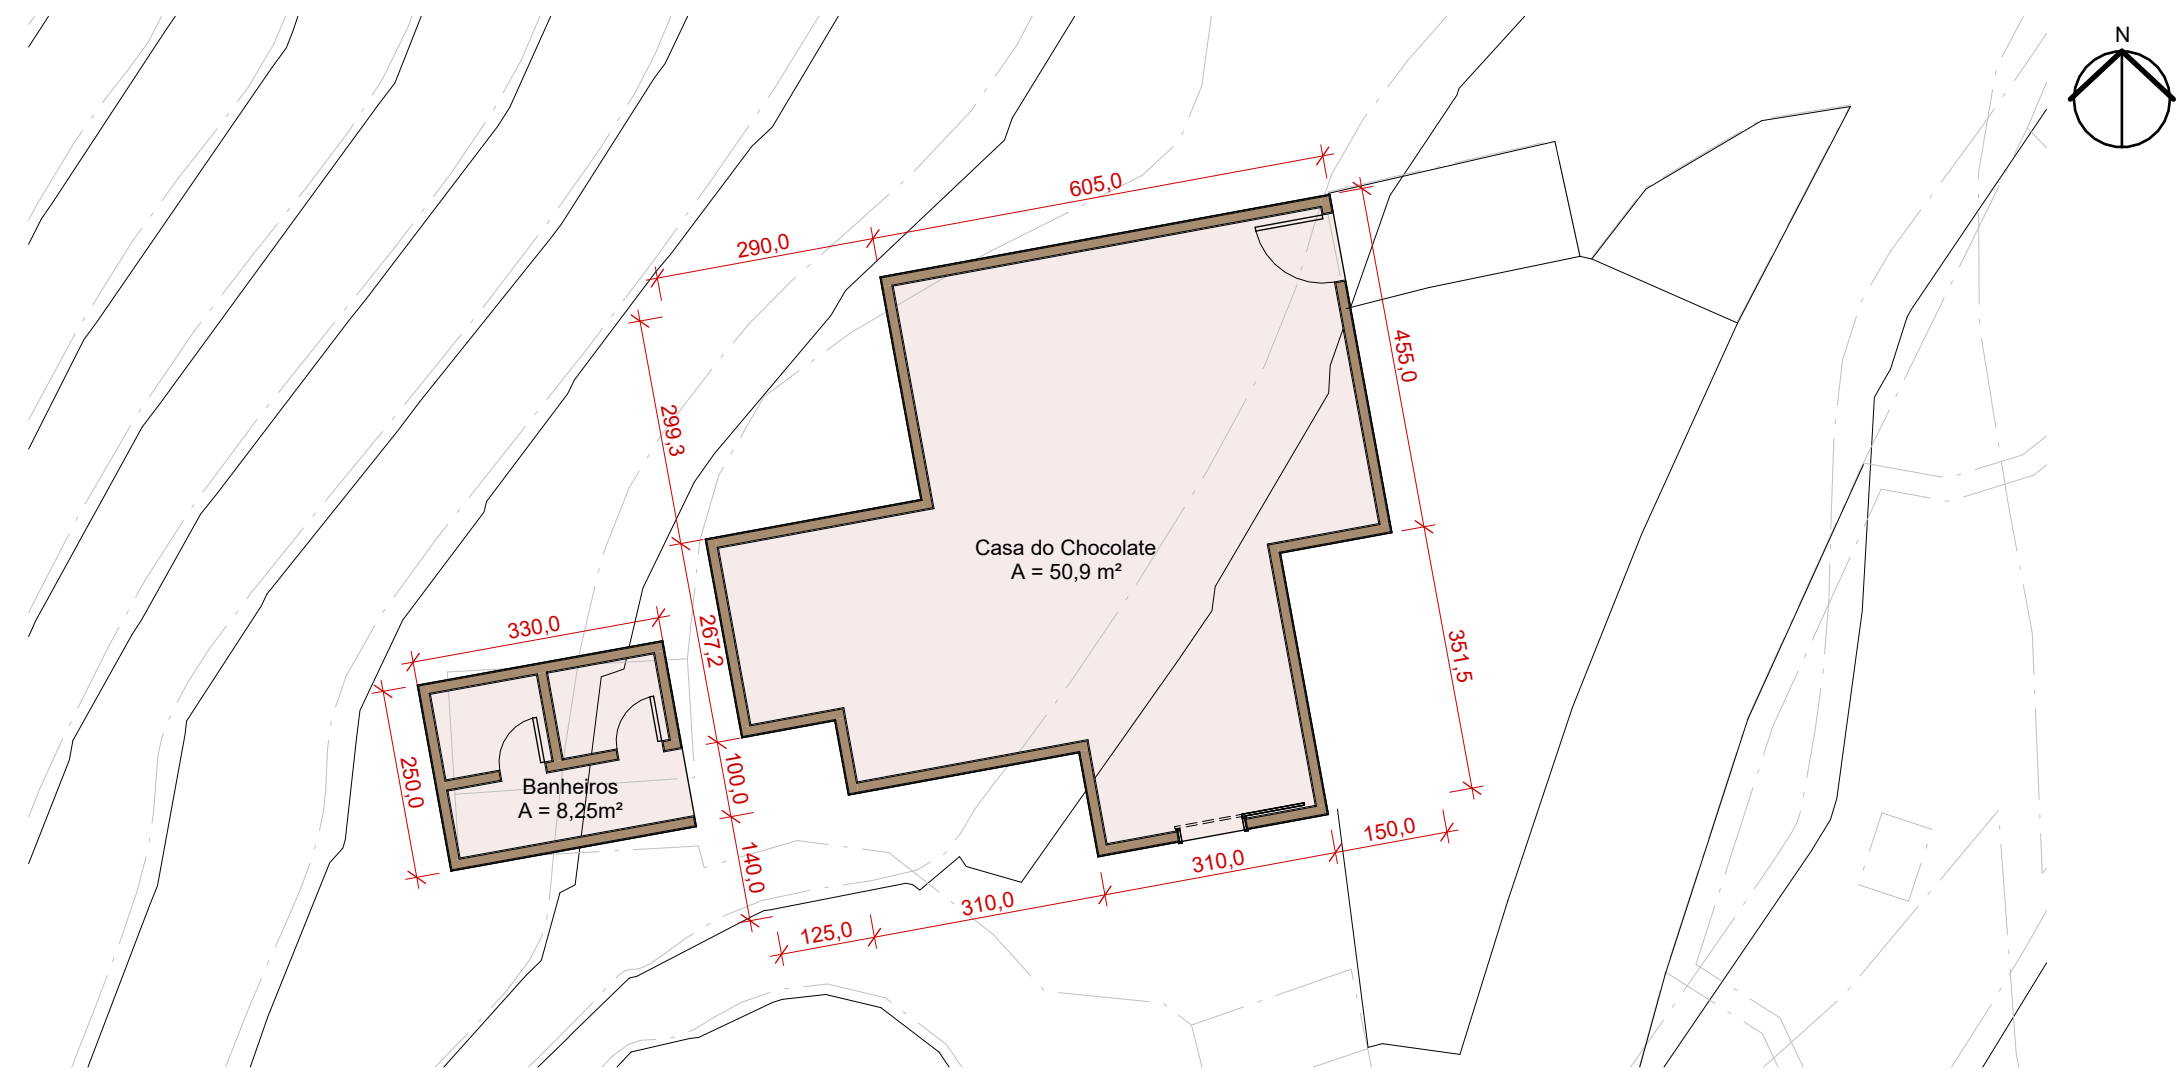 N
605,0
290,0
455,0
299,3
Casa do Chocolate
A = 50,9 m²
330,0
267,2
351,5
250,0
Banheiros
A = 8,25m²
100,0
150,0
140,0
310,0
310,0
125,0